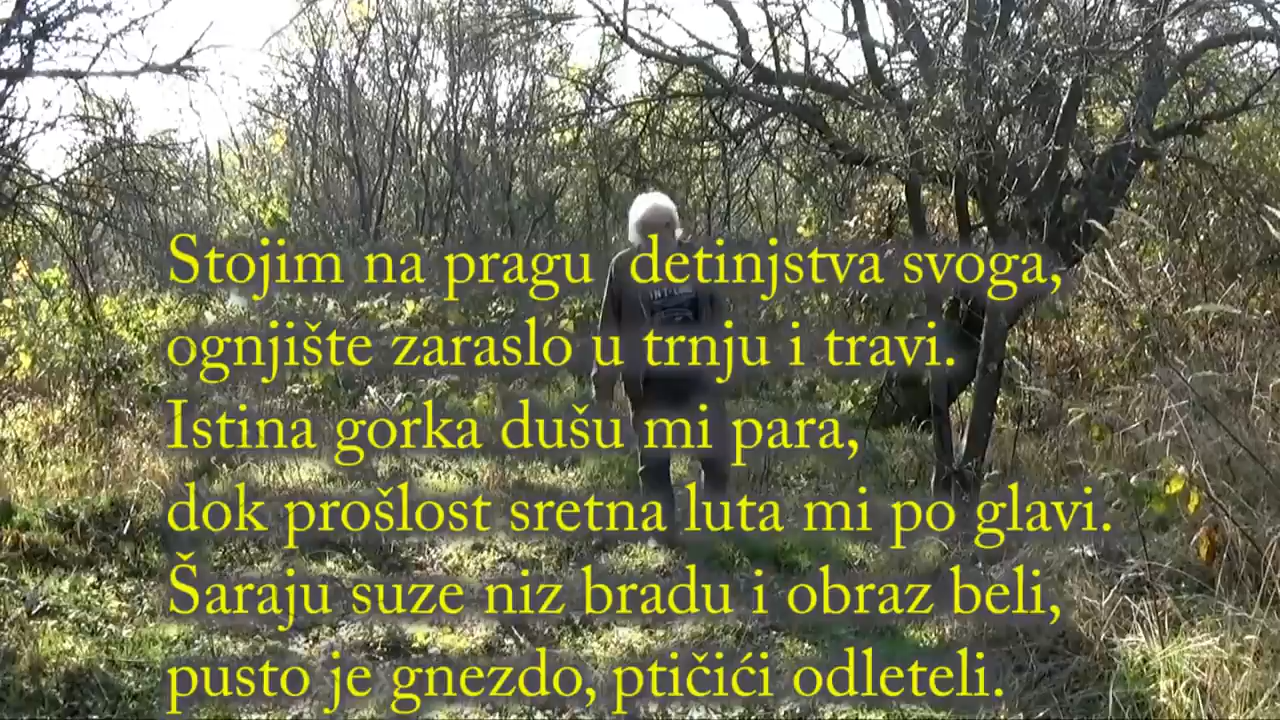 Stojim na pragu detinjstva svoga,
ognjište zaraslo u trnju i travi.
Istina gorka dušu mi para,
dok prošlost sretna luta mi po glavi.
Šaraju suze niz bradu i obraz beli,
pusto je gnezdo, ptičići odleteli.